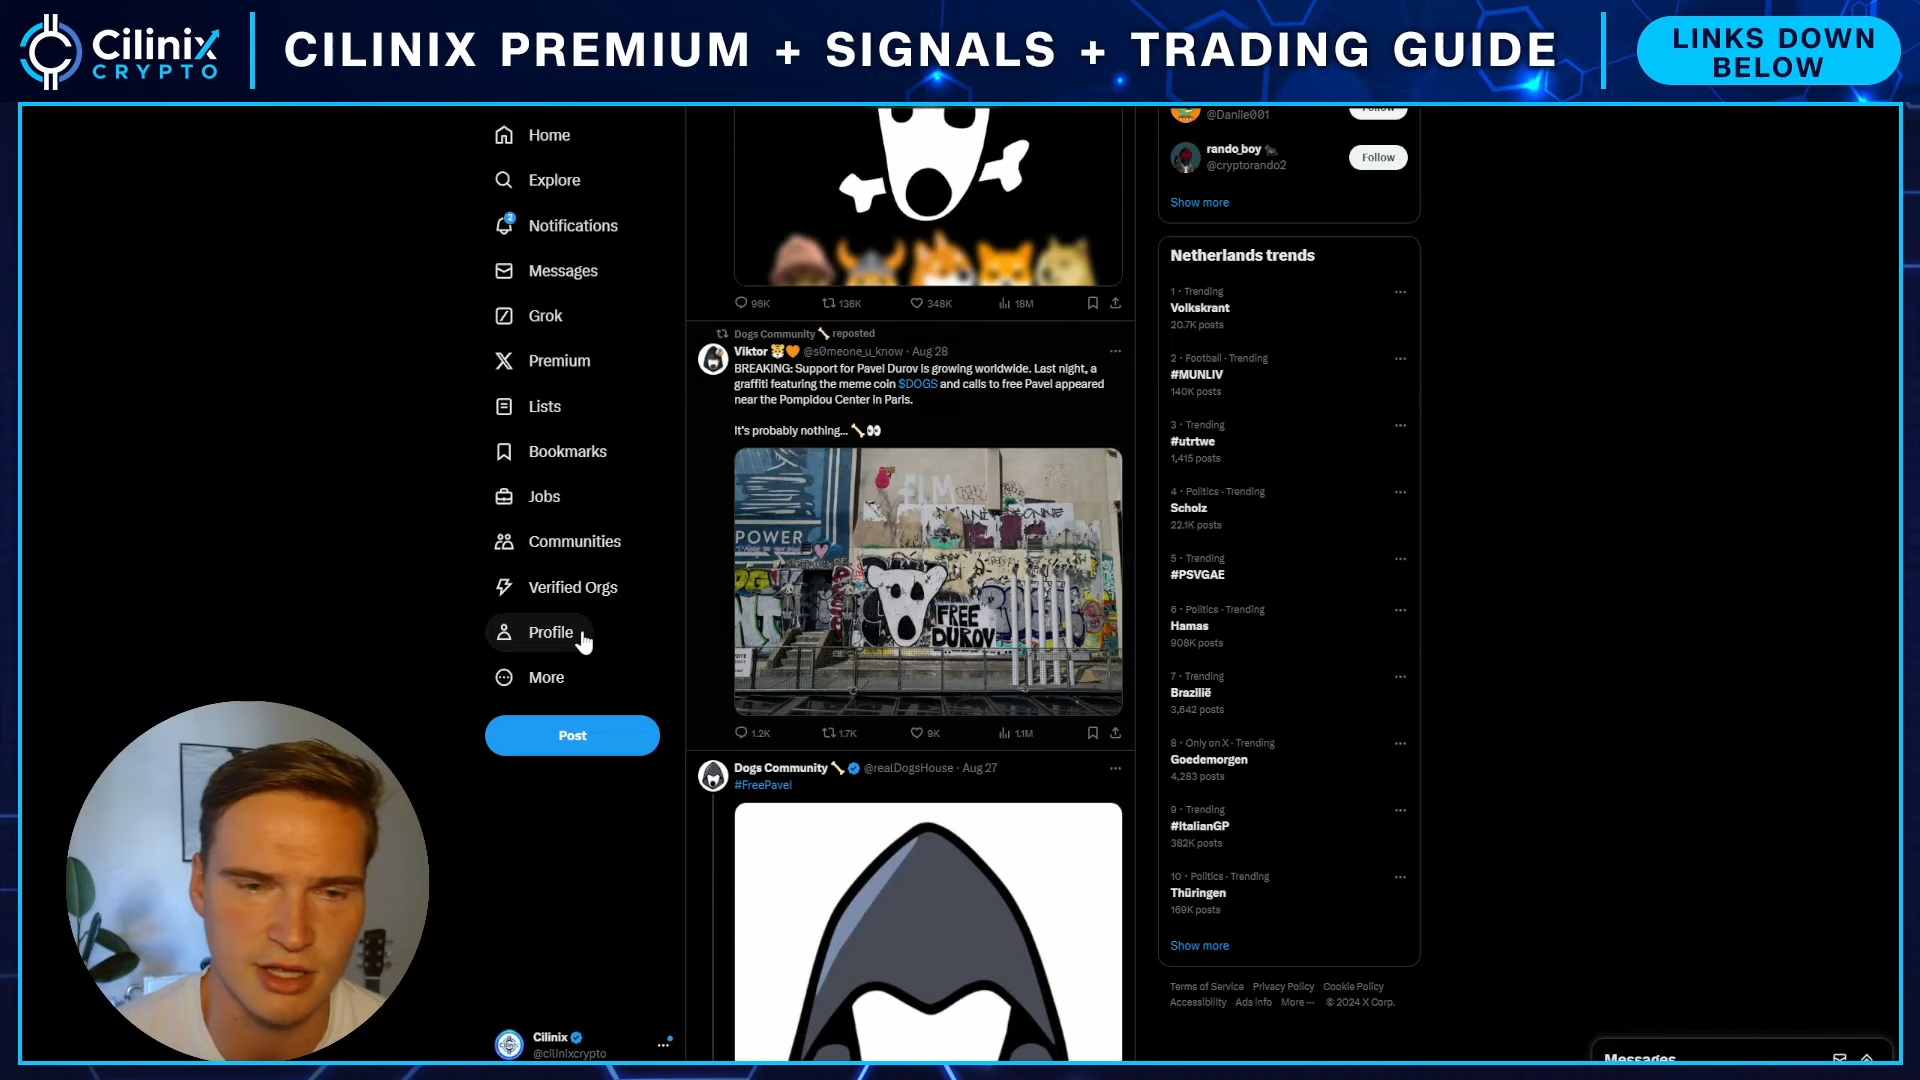 Cilinix
CRYPTO
CILINIX PREMIUM + SIGNALS + TRADING GUIDE
LINKS DOWN
BELOW
Home
Explore
2
Notifications
Messages
Grok
Premium
Lists
Bookmarks
Jobs
Communities
Verified Orgs
Profile
More
Post
Cilinix
@cilinixcrypto
96K
136K
348K
18M
Dogs Community reposted
Viktor @s0meone_u_know · Aug 28
BREAKING: Support for Pavel Durov is growing worldwide. Last night, a
graffiti featuring the meme coin $DOGS and calls to free Pavel appeared
near the Pompidou Center in Paris.
It's probably nothing...
POWER
FREE
DUROV
1.2K
1.7K
9K
1.1M
Dogs Community @realDogsHouse · Aug 27
#FreePavel
@Danile001
rando_boy
@cryptorando2
Follow
Show more
Netherlands trends
1 · Trending
Volkskrant
20.7K posts
2 · Football · Trending
#MUNLIV
140K posts
3 · Trending
#utrtwe
1,415 posts
4 · Politics · Trending
Scholz
22.1K posts
5 · Trending
#PSVGAE
6 · Politics · Trending
Hamas
908K posts
7 · Trending
Brazilië
3,642 posts
8 · Only on X · Trending
Goedemorgen
4,283 posts
9 · Trending
#ItalianGP
382K posts
10 · Politics · Trending
Thüringen
169K posts
Show more
Terms of Service Privacy Policy Cookie Policy
Accessibility Ads info More ··· © 2024 X Corp.
Messages